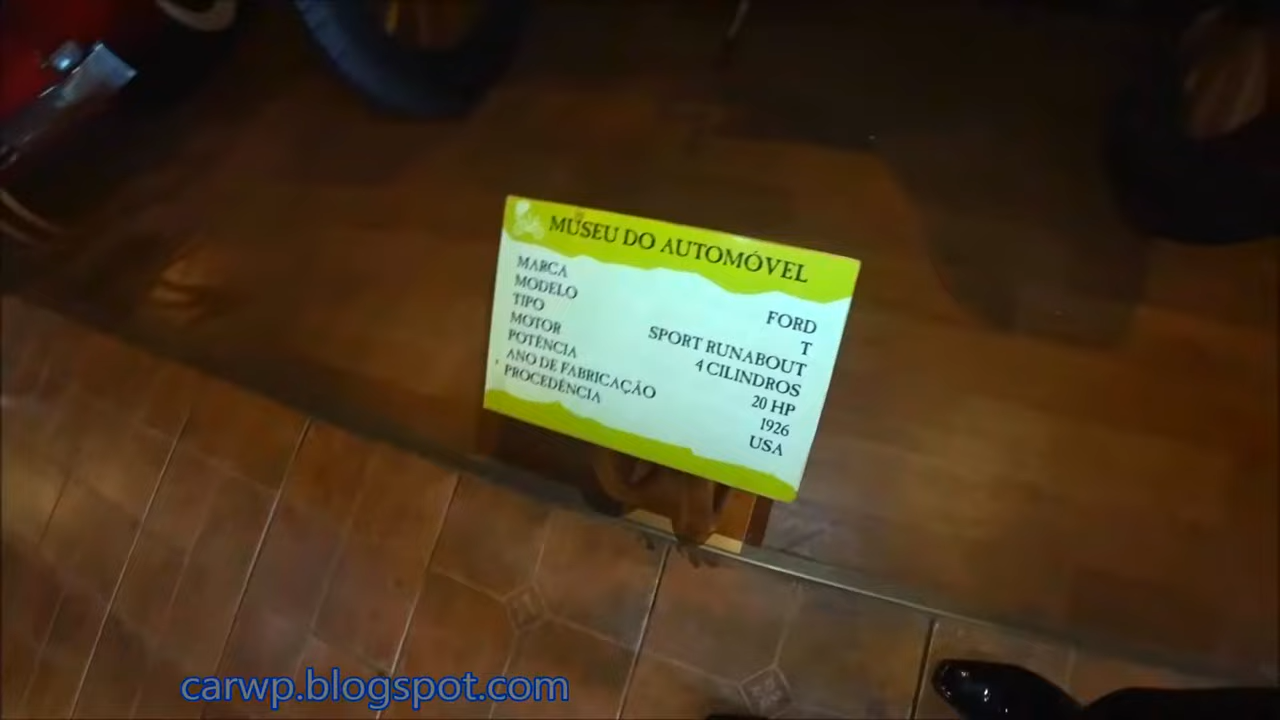 MUSEU DO AUTOMÓVEL
MARCA FORD
MODELO T
TIPO SPORT RUNABOUT
MOTOR 4 CILINDROS
POTÊNCIA 20 HP
ANO DE FABRICAÇÃO 1926
PROCEDÊNCIA USA
carwp.blogspot.com